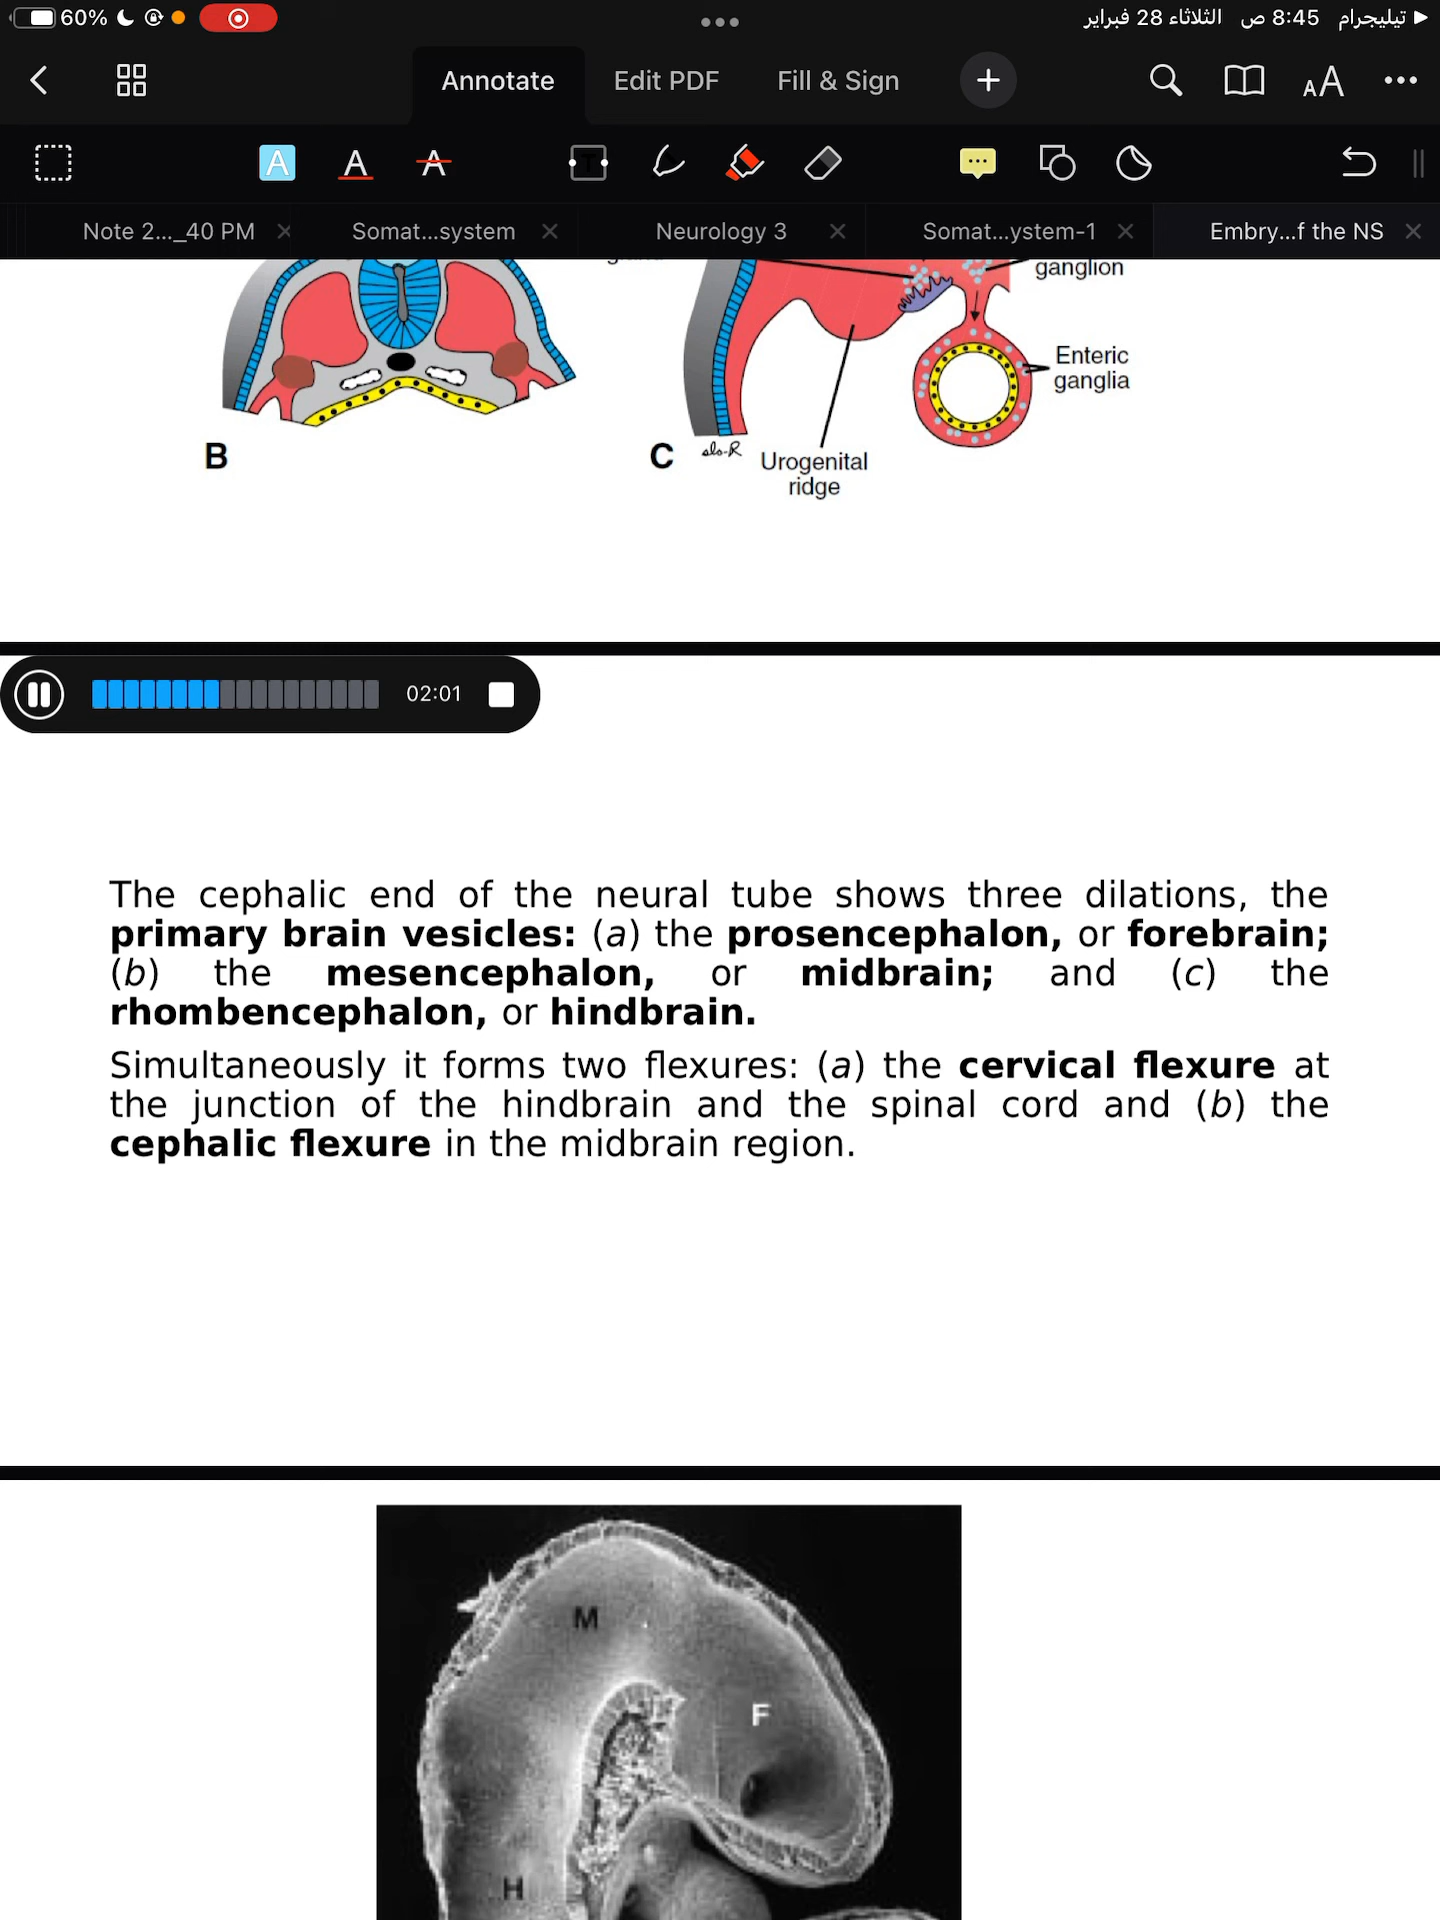 60%
تيليجرام 8:45 ص الثلاثاء 28 فبراير
Annotate Edit PDF Fill & Sign
AA
A A A T
Note 2..._40 PM Somat...system Neurology 3 Somat...ystem-1 Embry...f the NS
ganglion
Enteric
ganglia
B
C
Urogenital
ridge
02:01
The cephalic end of the neural tube shows three dilations, the
primary brain vesicles: (a) the prosencephalon, or forebrain;
(b) the mesencephalon, or midbrain; and (c) the
rhombencephalon, or hindbrain.
Simultaneously it forms two flexures: (a) the cervical flexure at
the junction of the hindbrain and the spinal cord and (b) the
cephalic flexure in the midbrain region.
M
F
H